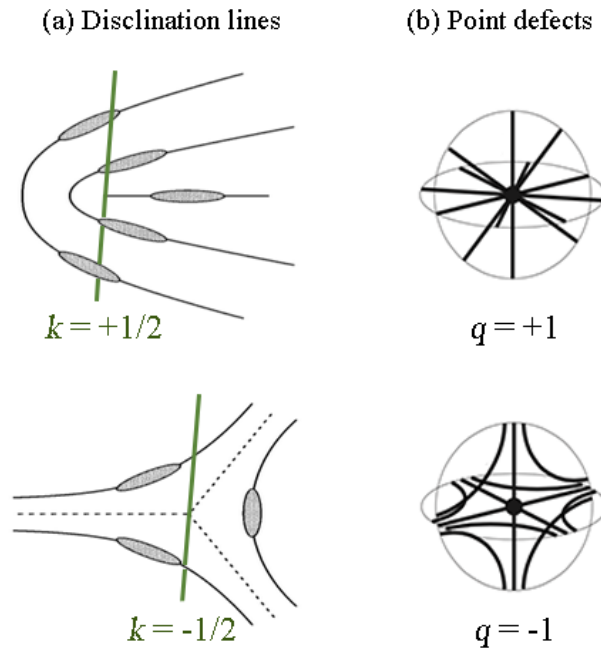 (a) Disclination lines
(b) Point defects
k = +1/2
q = +1
k = -1/2
q = -1